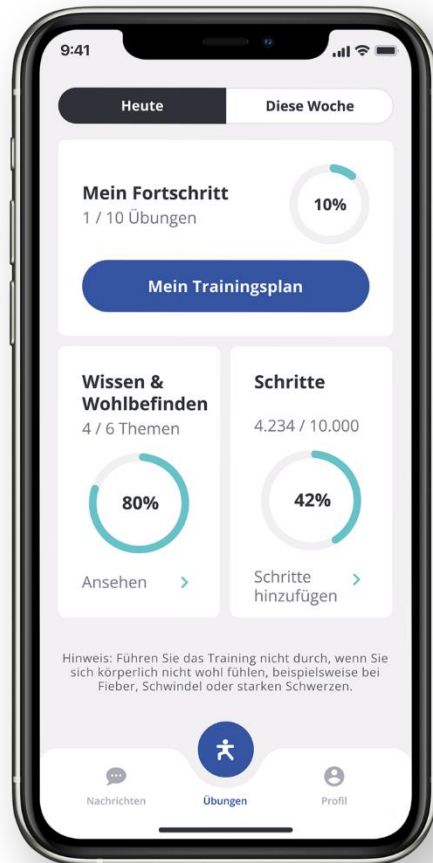 9:41
Heute
Diese Woche
Mein Fortschritt
1 / 10 Übungen
10%
Mein Trainingsplan
Wissen &
Wohlbefinden
4 / 6 Themen
80%
Ansehen >
Schritte
4.234 / 10.000
42%
Schritte >
hinzufügen
Hinweis: Führen Sie das Training nicht durch, wenn Sie
sich körperlich nicht wohl fühlen, beispielsweise bei
Fieber, Schwindel oder starken Schwerzen.
Nachrichten
Übungen
Profil